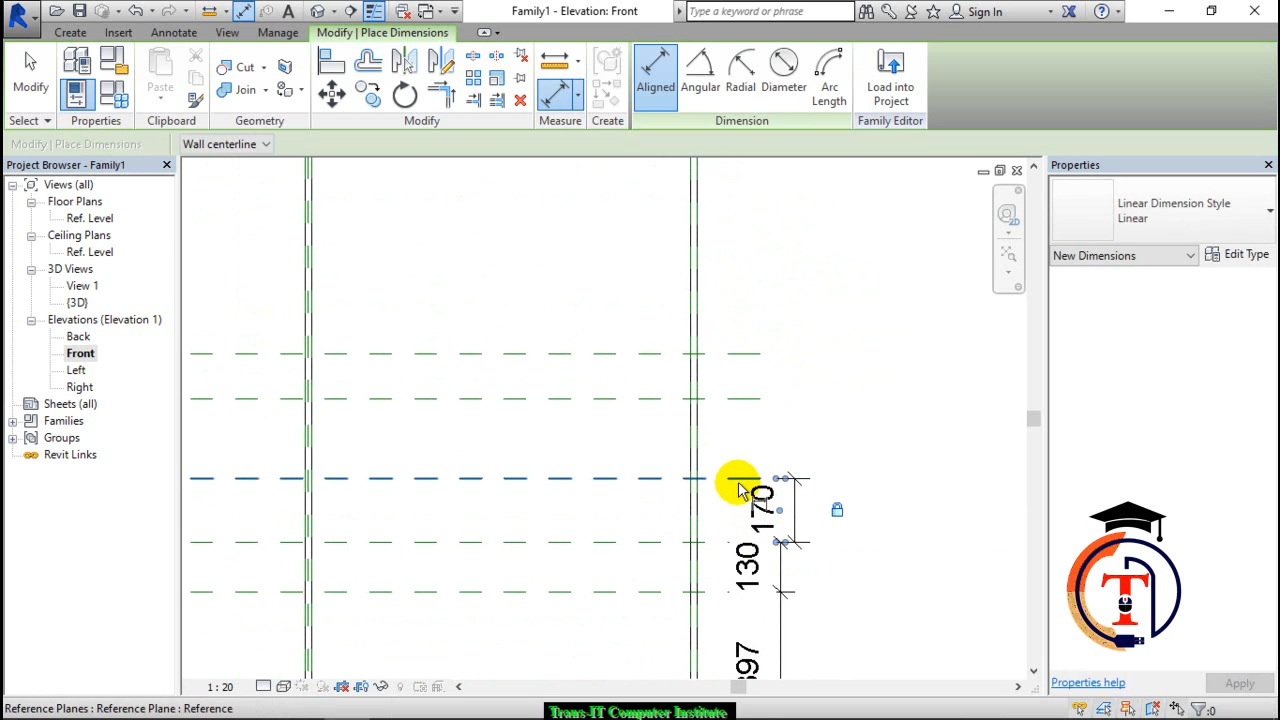 Family1 - Elevation: Front
Type a keyword or phrase
Sign In
Create
Insert
Annotate
View
Manage
Modify | Place Dimensions
Modify
Paste
Cut
Join
Aligned
Angular
Radial
Diameter
Arc
Length
Load into
Project
Select
Properties
Clipboard
Geometry
Modify
Measure
Create
Dimension
Family Editor
Modify | Place Dimensions
Wall centerline
Project Browser - Family1
Views (all)
Floor Plans
Ref. Level
Ceiling Plans
Ref. Level
3D Views
View 1
{3D}
Elevations (Elevation 1)
Back
Front
Left
Right
Sheets (all)
Families
Groups
Revit Links
170
130
397
2D
Properties
Linear Dimension Style
Linear
New Dimensions
Edit Type
T
Properties help
Apply
1 : 20
Reference Planes : Reference Plane : Reference
Trans-IT Computer Institute
:0